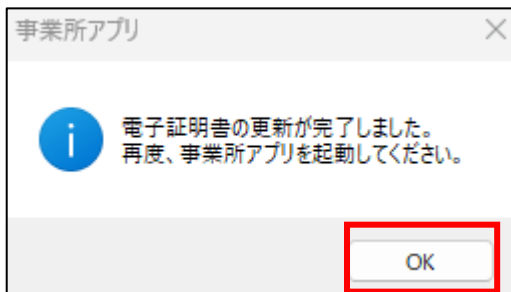 事業所アプリ
電子証明書の更新が完了しました。
再度、事業所アプリを起動してください。
OK